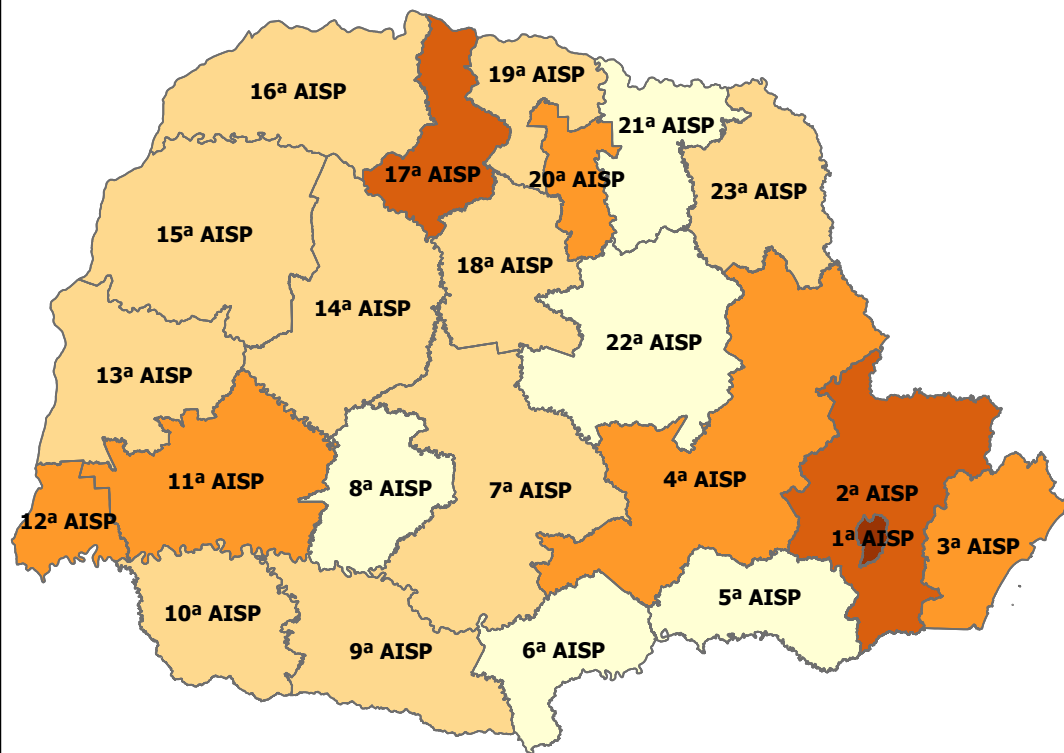 19ª AISP
16ª AISP
21ª AISP
17ª AISP
20ª AISP
23ª AISP
15ª AISP
18ª AISP
14ª AISP
22ª AISP
13ª AISP
11ª AISP
8ª AISP
7ª AISP
4ª AISP
2ª AISP
12ª AISP
1ª AISP
3ª AISP
5ª AISP
10ª AISP
9ª AISP
6ª AISP